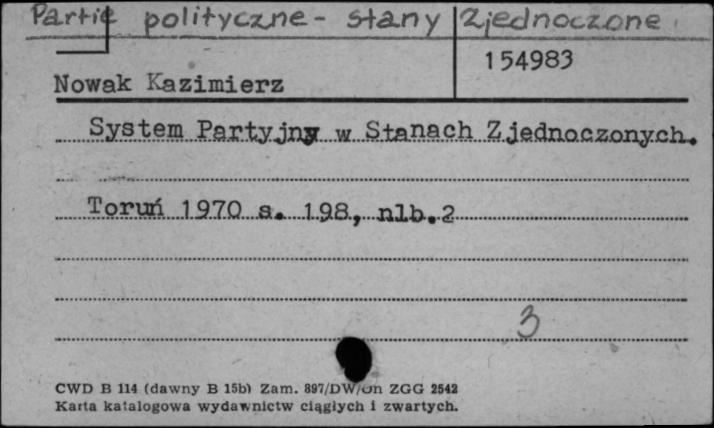 Partie polityczne - stany zjednoczone
154983
Nowak Kazimierz
System Partyjny w Stanach Zjednoczonych.
Toruń 1970 s. 198, nlb.2
3
CWD B 114 (dawny B 15b) Zam. 897/DW/on ZGG 2542
Karta katalogowa wydawnictw ciągłych i zwartych.